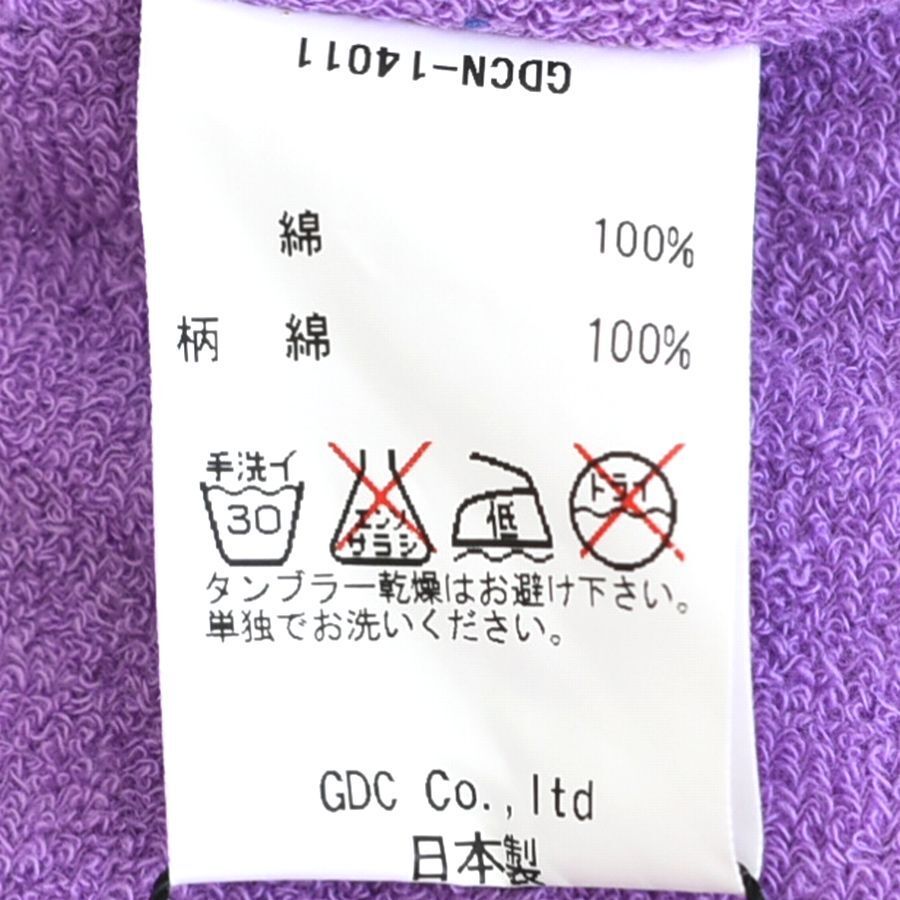 GDCN-14011
綿 100%
柄 綿 100%
手洗イ
30
エンソ
サラシ
低
ドライ
タンブラー乾燥はお避け下さい。
単独でお洗いください。
GDC Co.,ltd
日本製